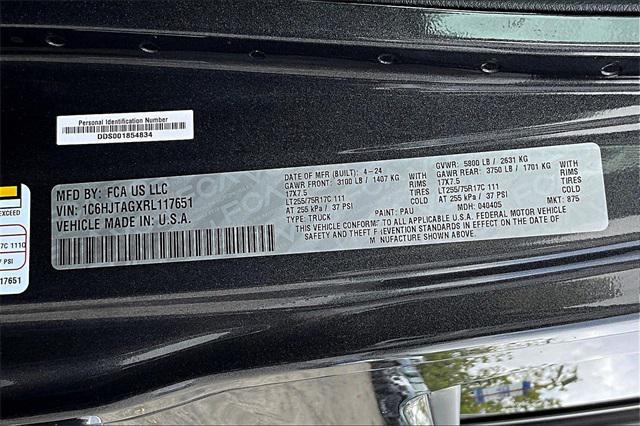 Personal Identification Number
DDS001854834
EXCEED
7C 111
PSI
17651
MFD BY: FCA US LLC
VIN: 1C6HJTAGXRL117651
VEHICLE MADE IN U.S.A.
DATE OF MFR (BUILT): 4-24
GAWR FRONT: 3100 LB / 1407 KG WITH
17X7.5 RIMS
LT255/75R17C 111 TIRES
AT 255 kPa / 37 PSI COLD
TYPE: TRUCK PAINT: PAU MDH: 040405 MKT: 875
GVWR: 5800 LB / 2631 KG
GAWR REAR: 3750 LB / 1701 KG WITH
17X7.5 RIMS
LT255/75R17C 111 TIRES
AT 255 kPa / 37 PSI COLD
THIS VEHICLE CONFORMS TO ALL APPLICABLE U.S.A. FEDERAL MOTOR VEHICLE
SAFETY AND THEFT PREVENTION STANDARDS IN EFFECT ON THE DATE OF
MANUFACTURE SHOWN ABOVE.